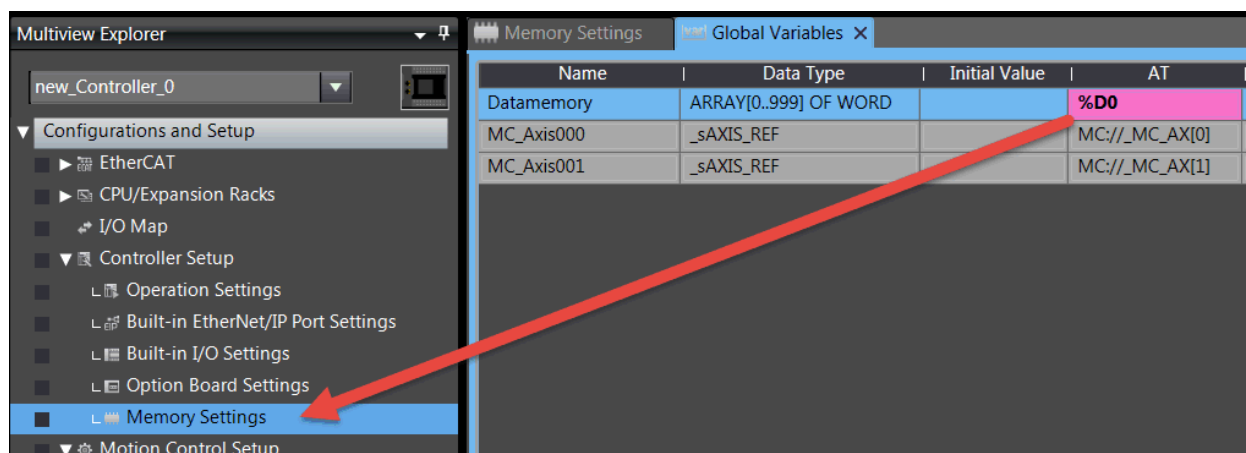 Multiview Explorer
new_Controller_0
Configurations and Setup
EtherCAT
CPU/Expansion Racks
I/O Map
Controller Setup
Operation Settings
Built-in EtherNet/IP Port Settings
Built-in I/O Settings
Option Board Settings
Memory Settings
Motion Control Setup
Memory Settings Global Variables X
Name | Data Type | Initial Value | AT
Datamemory ARRAY[0..999] OF WORD %D0
MC_Axis000 _sAXIS_REF MC://_MC_AX[0]
MC_Axis001 _sAXIS_REF MC://_MC_AX[1]